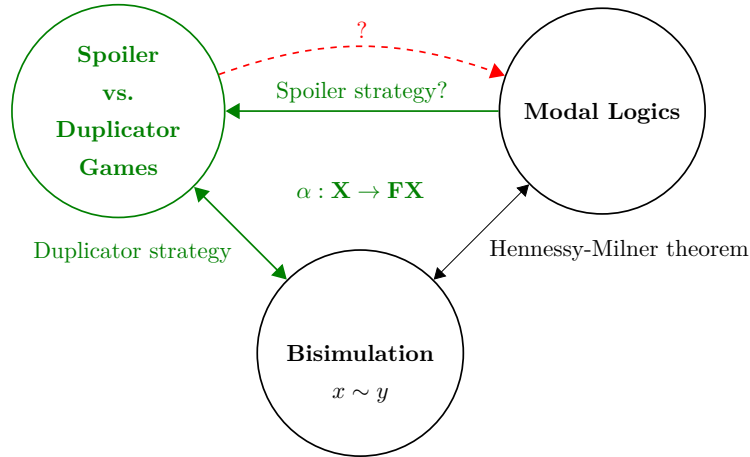 ?
Spoiler
vs.
Duplicator
Games
Spoiler strategy?
Modal Logics
α : X → FX
Duplicator strategy
Hennessy-Milner theorem
Bisimulation
x ∼ y